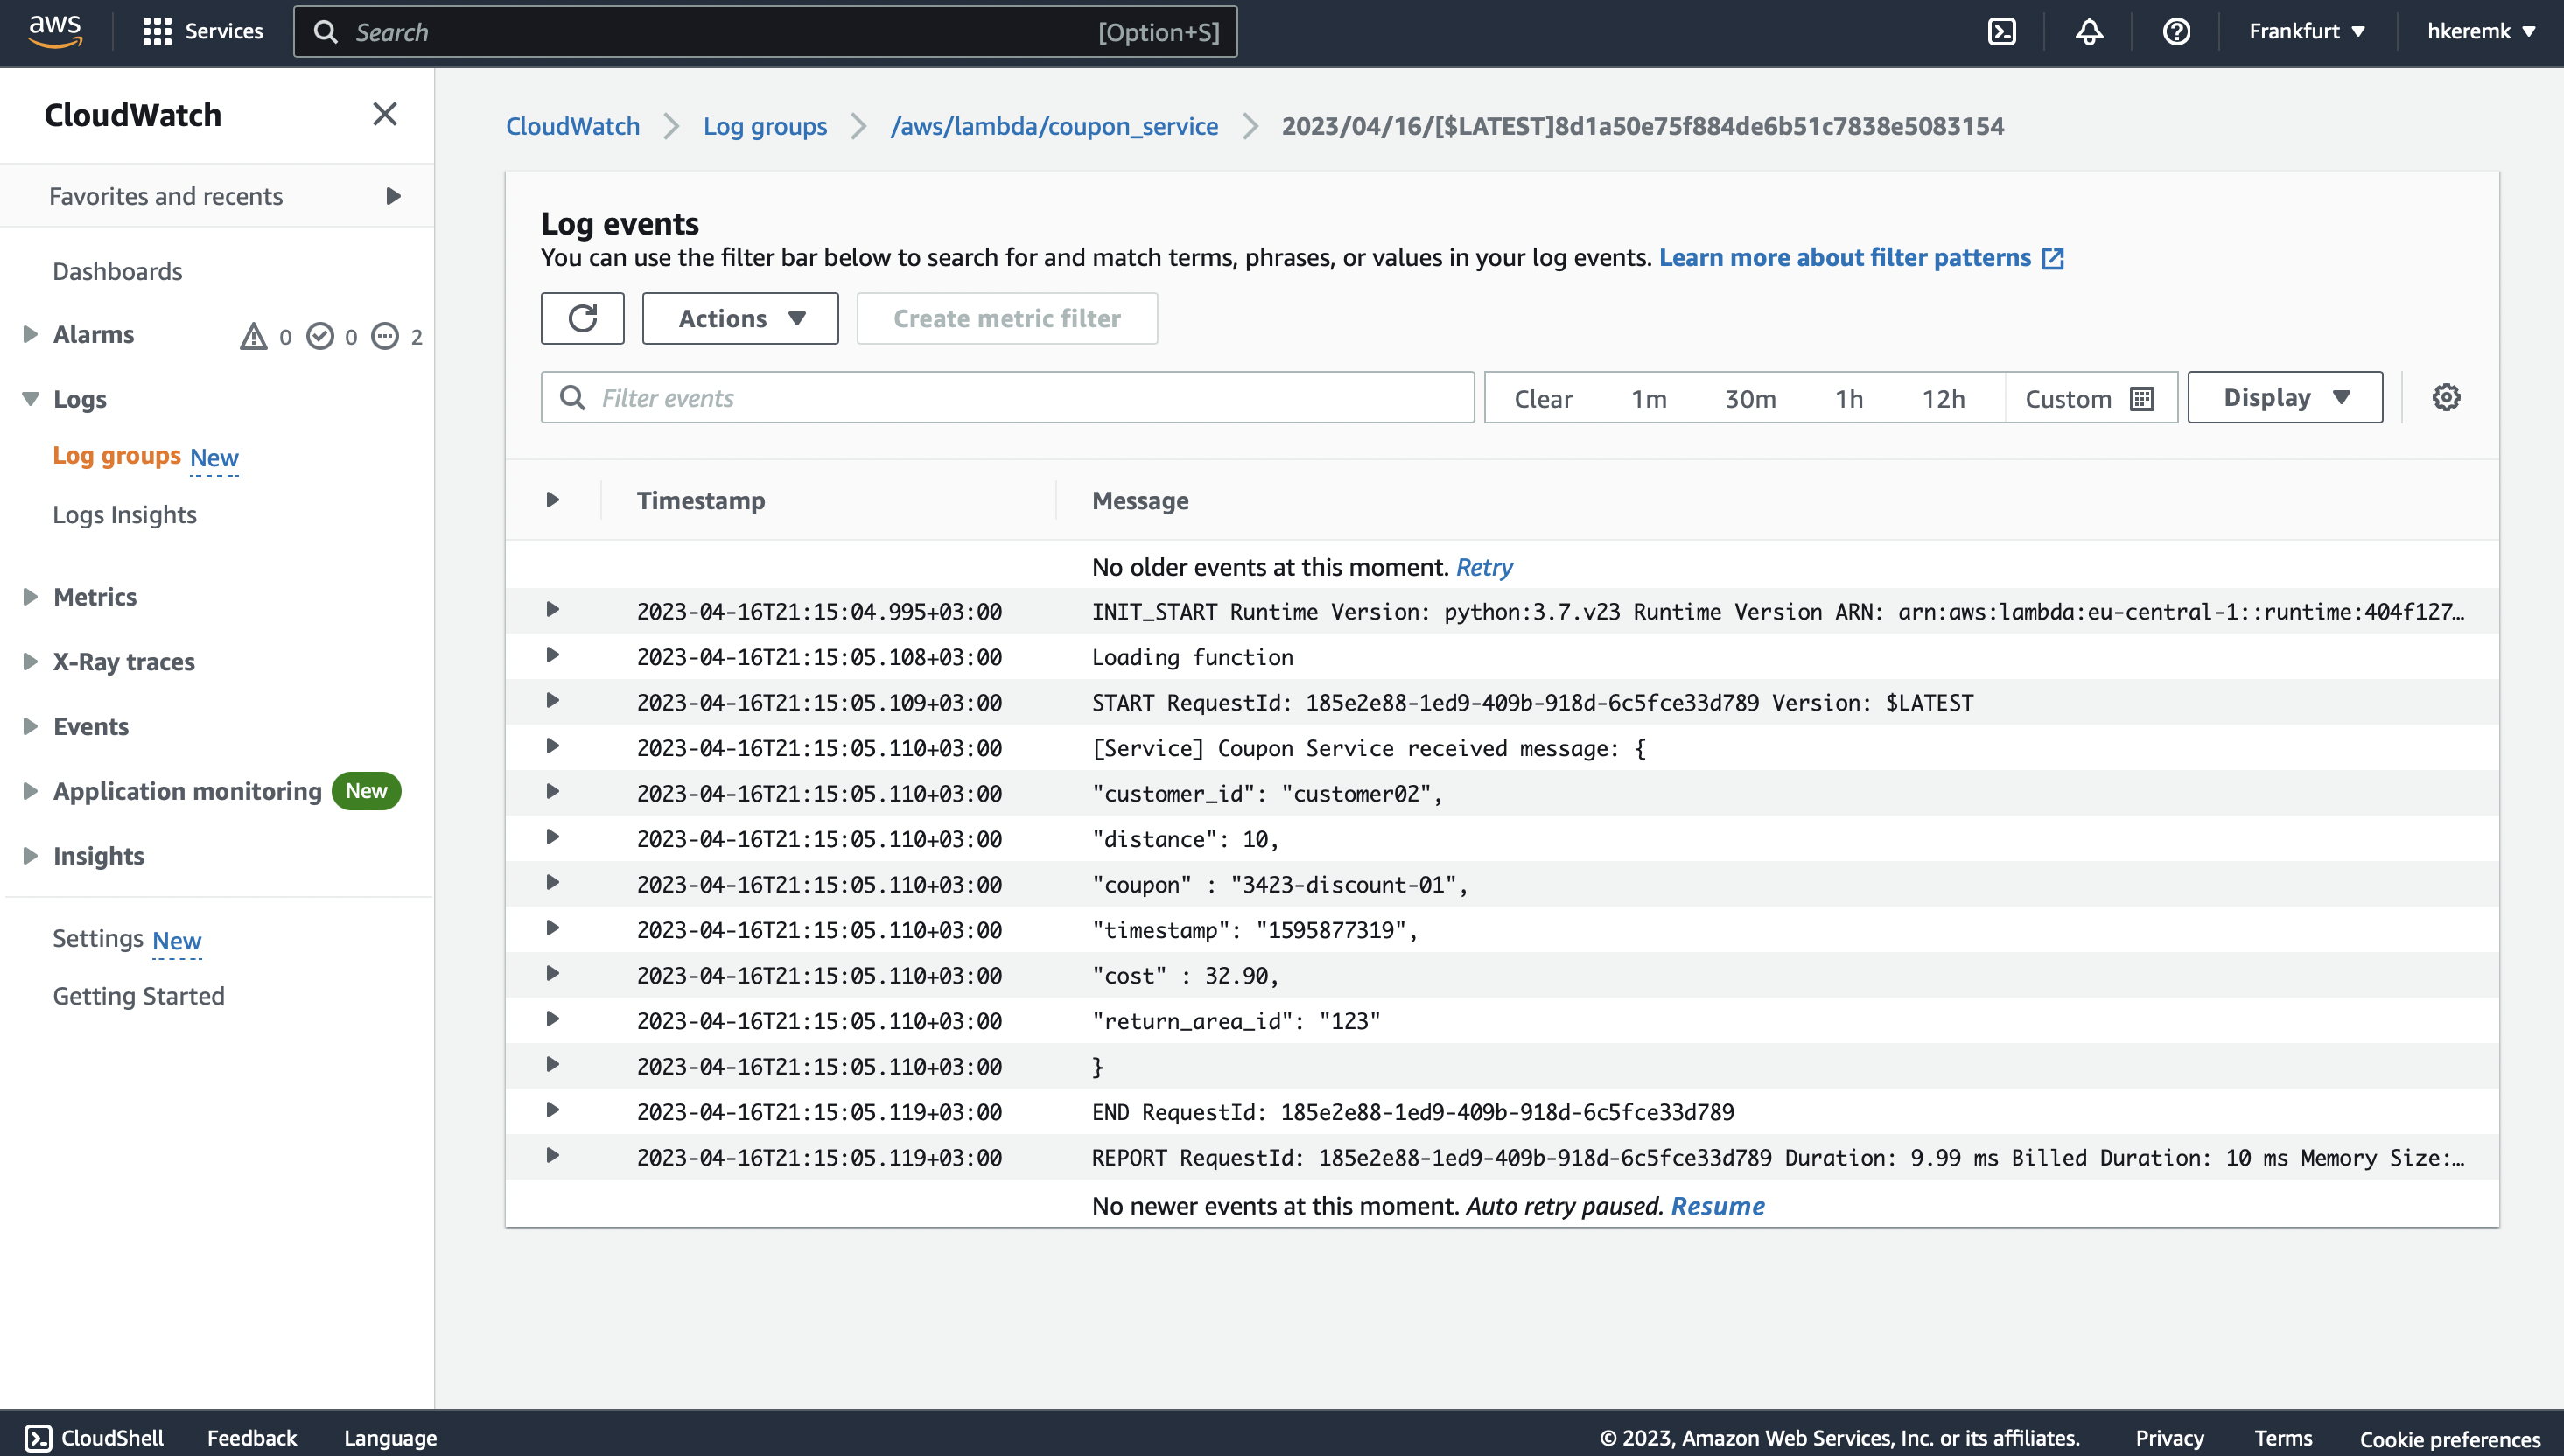 aws Services Search [Option+S] Frankfurt hkeremk
CloudWatch
Favorites and recents
Dashboards
Alarms 0 0 2
Logs
Log groups New
Logs Insights
Metrics
X-Ray traces
Events
Application monitoring New
Insights
Settings New
Getting Started
CloudWatch Log groups /aws/lambda/coupon_service 2023/04/16/[$LATEST]8d1a50e75f884de6b51c7838e5083154
Log events
You can use the filter bar below to search for and match terms, phrases, or values in your log events. Learn more about filter patterns
Actions Create metric filter
Filter events Clear 1m 30m 1h 12h Custom Display
Timestamp Message
No older events at this moment. Retry
2023-04-16T21:15:04.995+03:00 INIT_START Runtime Version: python:3.7.v23 Runtime Version ARN: arn:aws:lambda:eu-central-1::runtime:404f127…
2023-04-16T21:15:05.108+03:00 Loading function
2023-04-16T21:15:05.109+03:00 START RequestId: 185e2e88-1ed9-409b-918d-6c5fce33d789 Version: $LATEST
2023-04-16T21:15:05.110+03:00 [Service] Coupon Service received message: {
2023-04-16T21:15:05.110+03:00 "customer_id": "customer02",
2023-04-16T21:15:05.110+03:00 "distance": 10,
2023-04-16T21:15:05.110+03:00 "coupon" : "3423-discount-01",
2023-04-16T21:15:05.110+03:00 "timestamp": "1595877319",
2023-04-16T21:15:05.110+03:00 "cost" : 32.90,
2023-04-16T21:15:05.110+03:00 "return_area_id": "123"
2023-04-16T21:15:05.110+03:00 }
2023-04-16T21:15:05.119+03:00 END RequestId: 185e2e88-1ed9-409b-918d-6c5fce33d789
2023-04-16T21:15:05.119+03:00 REPORT RequestId: 185e2e88-1ed9-409b-918d-6c5fce33d789 Duration: 9.99 ms Billed Duration: 10 ms Memory Size:…
No newer events at this moment. Auto retry paused. Resume
CloudShell Feedback Language © 2023, Amazon Web Services, Inc. or its affiliates. Privacy Terms Cookie preferences